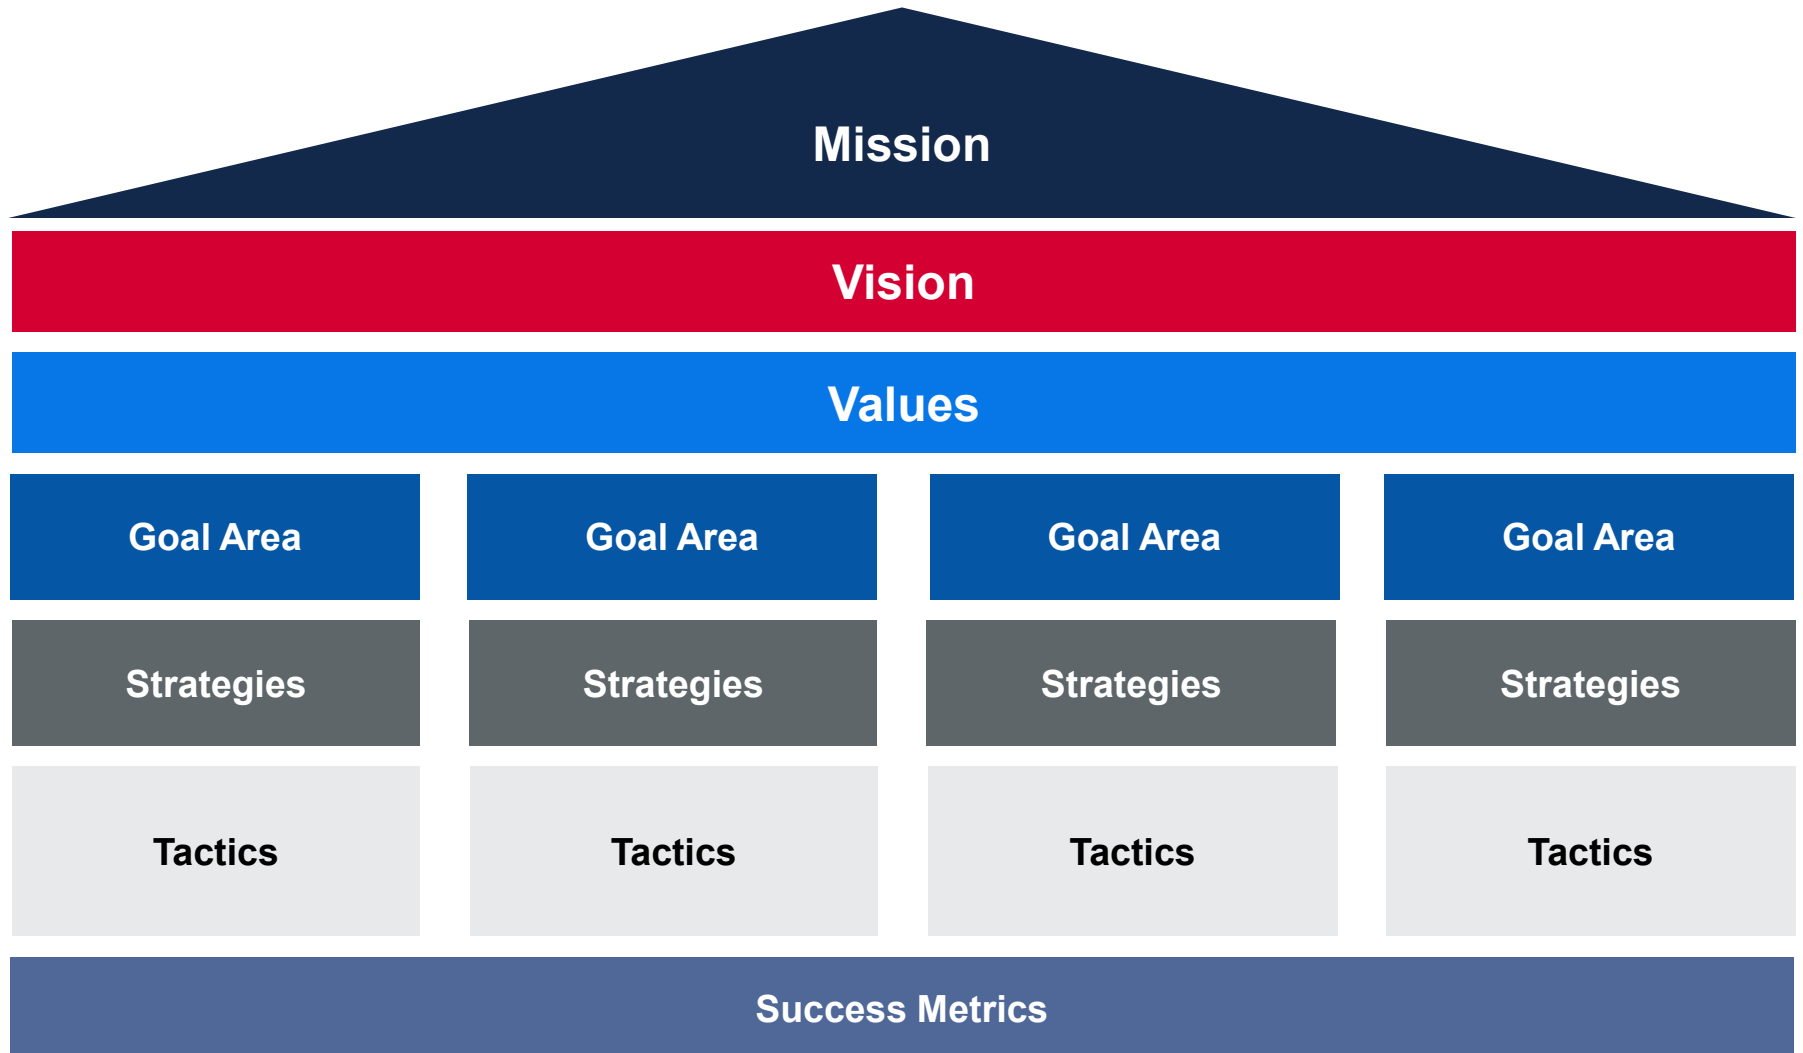 Mission
Vision
Values
Goal Area
Goal Area
Goal Area
Goal Area
Strategies
Strategies
Strategies
Strategies
Tactics
Tactics
Tactics
Tactics
Success Metrics